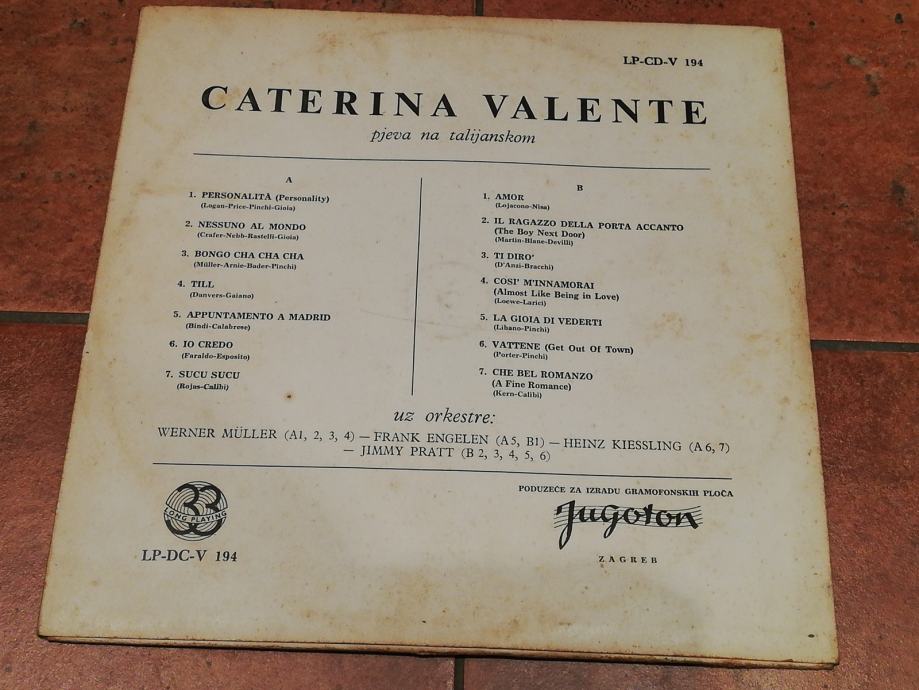 LP-CD-V 194
CATERINA VALENTE
pjeva na talijanskom
A
1. PERSONALITÀ (Personality)
(Logan-Price-Pinchi-Gioia)
2. NESSUNO AL MONDO
(Crafer-Nebb-Rastelli-Gioia)
3. BONGO CHA CHA CHA
(Müller-Arnie-Bader-Pinchi)
4. TILL
(Danvers-Gaiano)
5. APPUNTAMENTO A MADRID
(Bindi-Calabrese)
6. IO CREDO
(Faraldo-Esposito)
7. SUCU SUCU
(Rojas-Calibi)
B
1. AMOR
(Lojacono-Nisa)
2. IL RAGAZZO DELLA PORTA ACCANTO
(The Boy Next Door)
(Martin-Blane-Devilli)
3. TI DIRO'
(D'Anzi-Bracchi)
4. COSI' M'INNAMORAI
(Almost Like Being in Love)
(Loewe-Larici)
5. LA GIOIA DI VEDERTI
(Libano-Pinchi)
6. VATTENE (Get Out Of Town)
(Porter-Pinchi)
7. CHE BEL ROMANZO
(A Fine Romance)
(Kern-Calibi)
uz orkestre:
WERNER MÜLLER (A1, 2, 3, 4) — FRANK ENGELEN (A5, B1) — HEINZ KIESSLING (A 6, 7)
— JIMMY PRATT (B 2, 3, 4, 5, 6)
33
LONG PLAYING
LP-DC-V 194
PODUZEĆE ZA IZRADU GRAMOFONSKIH PLOČA
Jugoton
ZAGREB